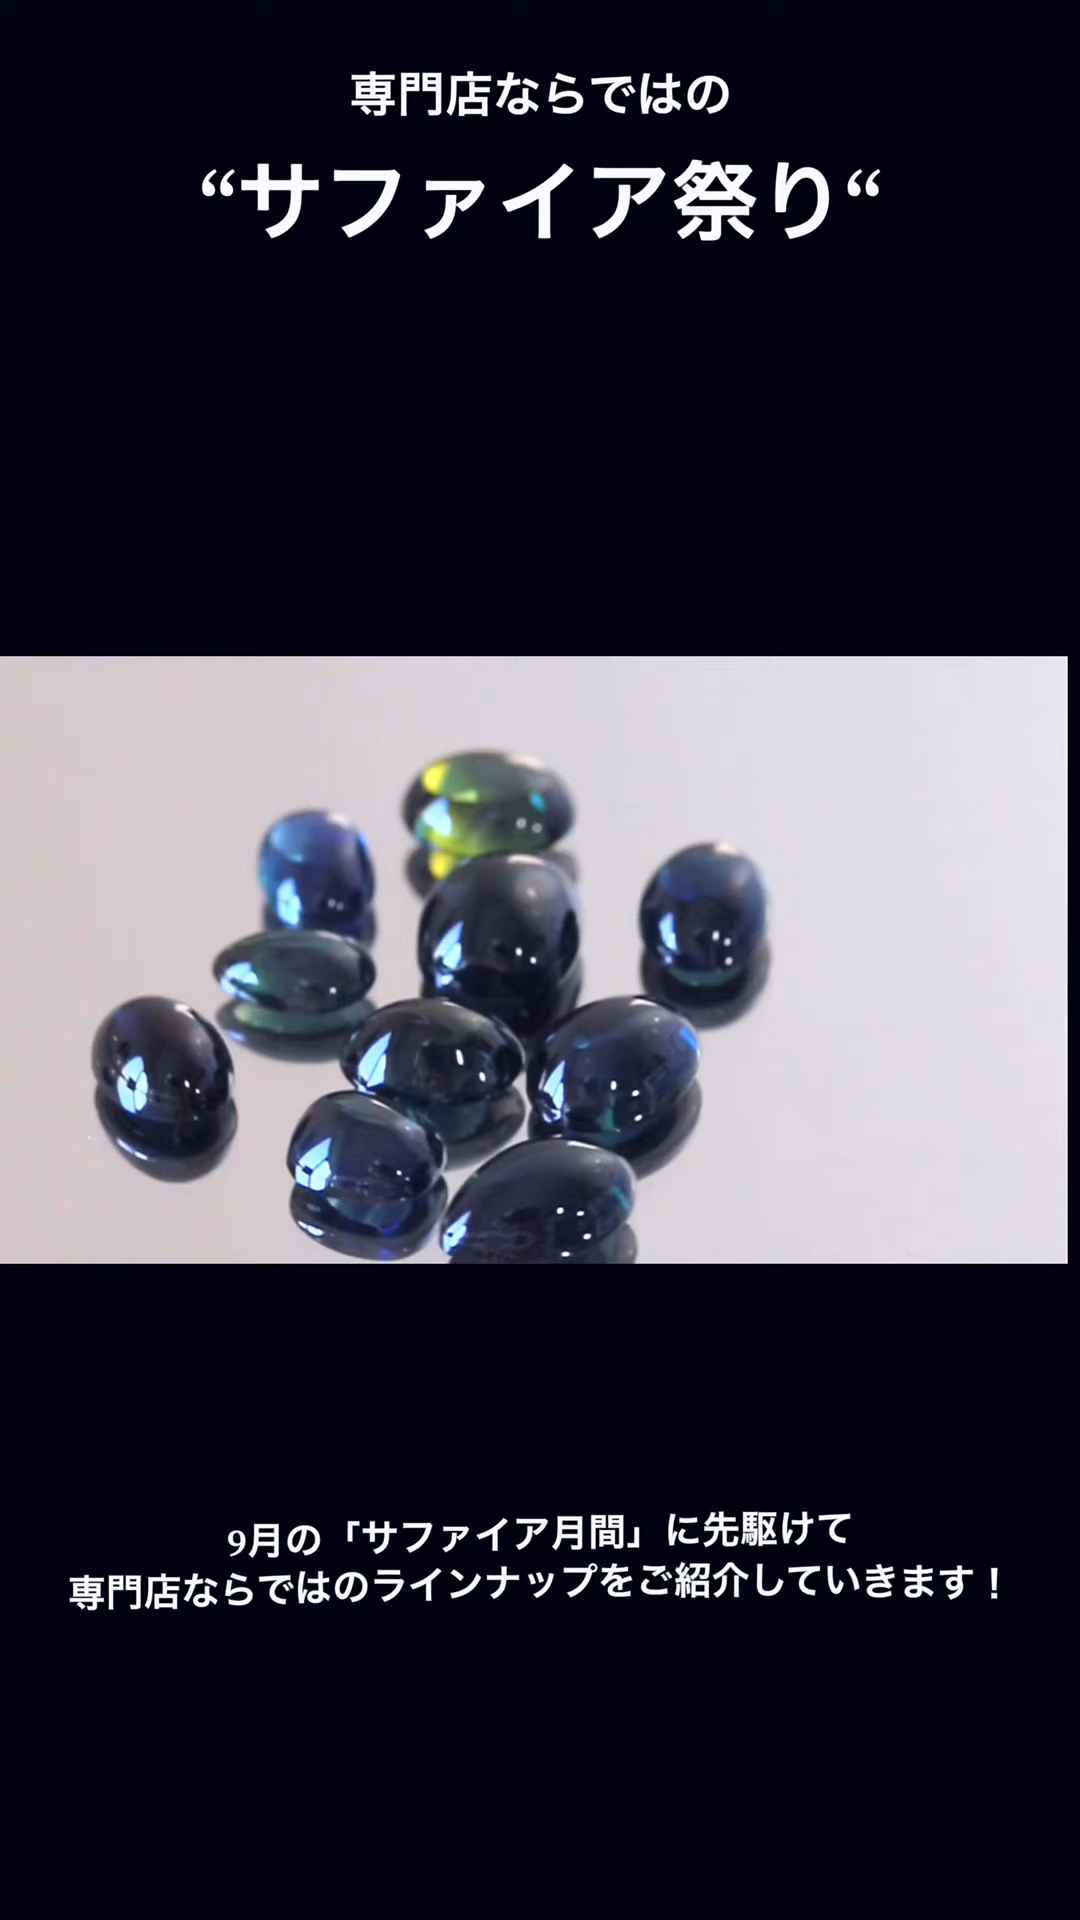 専門店ならではの
“サファイア祭り“
9月の「サファイア月間」に先駆けて
専門店ならではのラインナップをご紹介していきます！